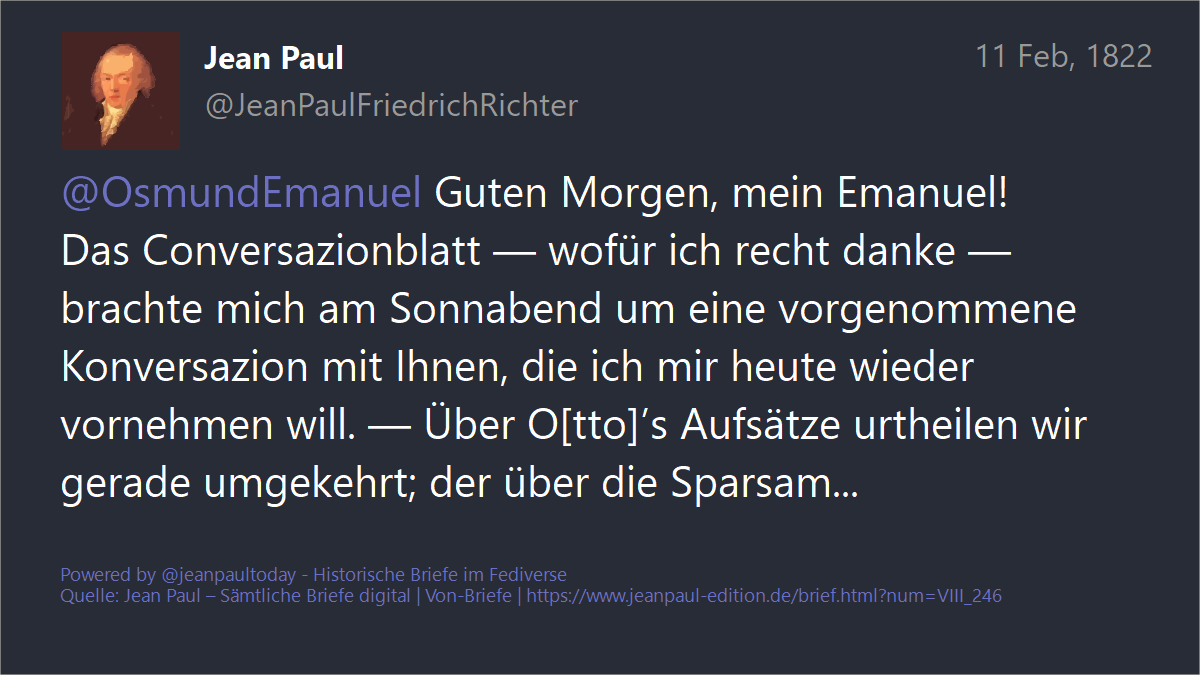 Jean Paul
11 Feb, 1822
@JeanPaulFriedrichRichter
@OsmundEmanuel Guten Morgen, mein Emanuel!
Das Conversazionblatt — wofür ich recht danke —
brachte mich am Sonnabend um eine vorgenommene
Konversazion mit Ihnen, die ich mir heute wieder
vornehmen will. — Über O[tto]’s Aufsätze urtheilen wir
gerade umgekehrt; der über die Sparsam...
Powered by @jeanpaultoday - Historische Briefe im Fediverse
Quelle: Jean Paul – Sämtliche Briefe digital | Von-Briefe | https://www.jeanpaul-edition.de/brief.html?num=VIII_246